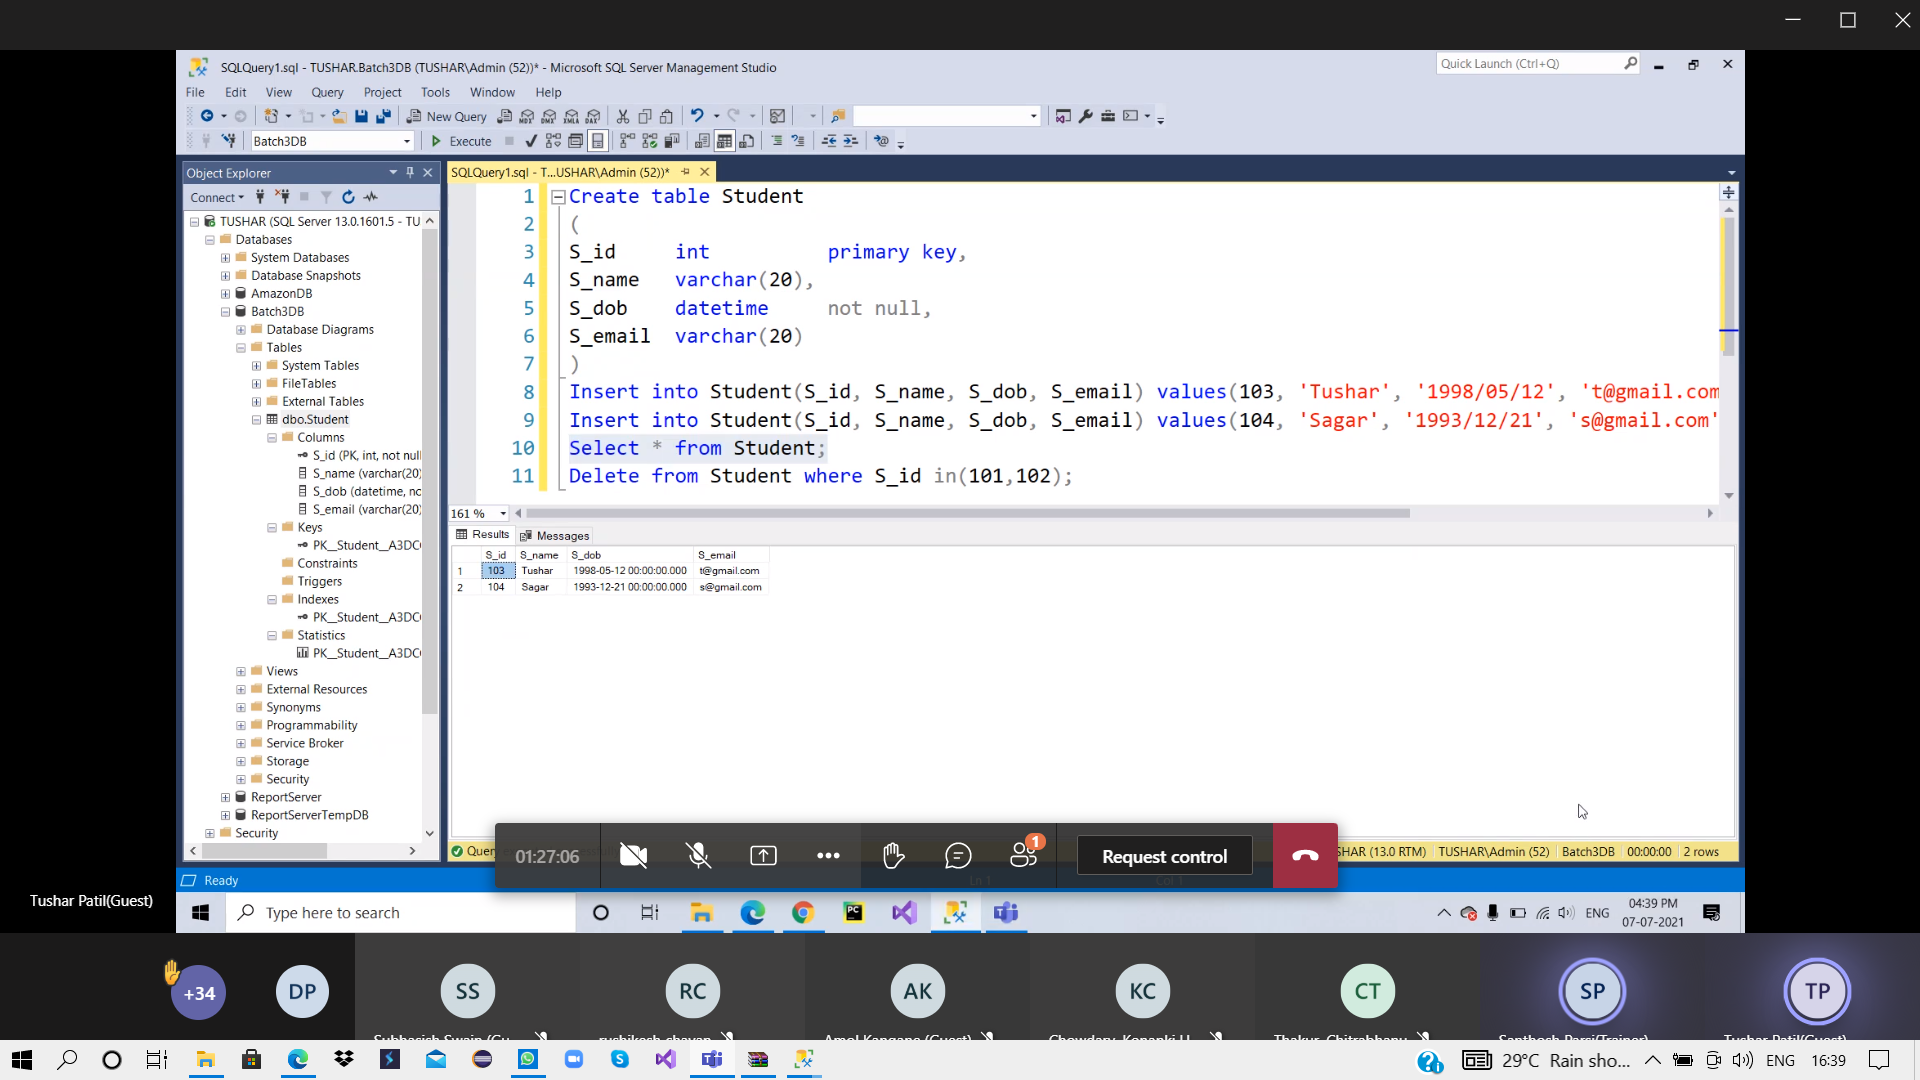 SQLQuery1.sql - TUSHAR.Batch3DB (TUSHAR\Admin (52))* - Microsoft SQL Server Management Studio
Quick Launch (Ctrl+Q)
File Edit View Query Project Tools Window Help
New Query
Batch3DB
Execute
Object Explorer
Connect
TUSHAR (SQL Server 13.0.1601.5 - TU
Databases
System Databases
Database Snapshots
AmazonDB
Batch3DB
Database Diagrams
Tables
System Tables
FileTables
External Tables
dbo.Student
Columns
S_id (PK, int, not null
S_name (varchar(20)
S_dob (datetime, no
S_email (varchar(20)
Keys
PK__Student__A3DC
Constraints
Triggers
Indexes
PK__Student__A3DC
Statistics
PK__Student__A3DC
Views
External Resources
Synonyms
Programmability
Service Broker
Storage
Security
ReportServer
ReportServerTempDB
Security
SQLQuery1.sql - T...USHAR\Admin (52))*
1 Create table Student
2 (
3 S_id int primary key,
4 S_name varchar(20),
5 S_dob datetime not null,
6 S_email varchar(20)
7 )
8 Insert into Student(S_id, S_name, S_dob, S_email) values(103, 'Tushar', '1998/05/12', 't@gmail.com
9 Insert into Student(S_id, S_name, S_dob, S_email) values(104, 'Sagar', '1993/12/21', 's@gmail.com'
10 Select * from Student;
11 Delete from Student where S_id in(101,102);
161 %
Results Messages
S_id S_name S_dob S_email
1 103 Tushar 1998-05-12 00:00:00.000 t@gmail.com
2 104 Sagar 1993-12-21 00:00:00.000 s@gmail.com
01:27:06
1
Request control
SHAR (13.0 RTM) TUSHAR\Admin (52) Batch3DB 00:00:00 2 rows
Ready
Ln 1
Col 1
Tushar Patil(Guest)
Type here to search
PC
ENG
04:39 PM
07-07-2021
+34
DP
SS
RC
AK
KC
CT
SP
TP
Subhasish Swain (Gu...
rushikesh chavan
Amol Kangane (Guest)
Thakur, Chitrabhanu
Santhosh Parsi(Trainer)
Tushar Patil(Guest)
29°C Rain sho...
ENG
16:39